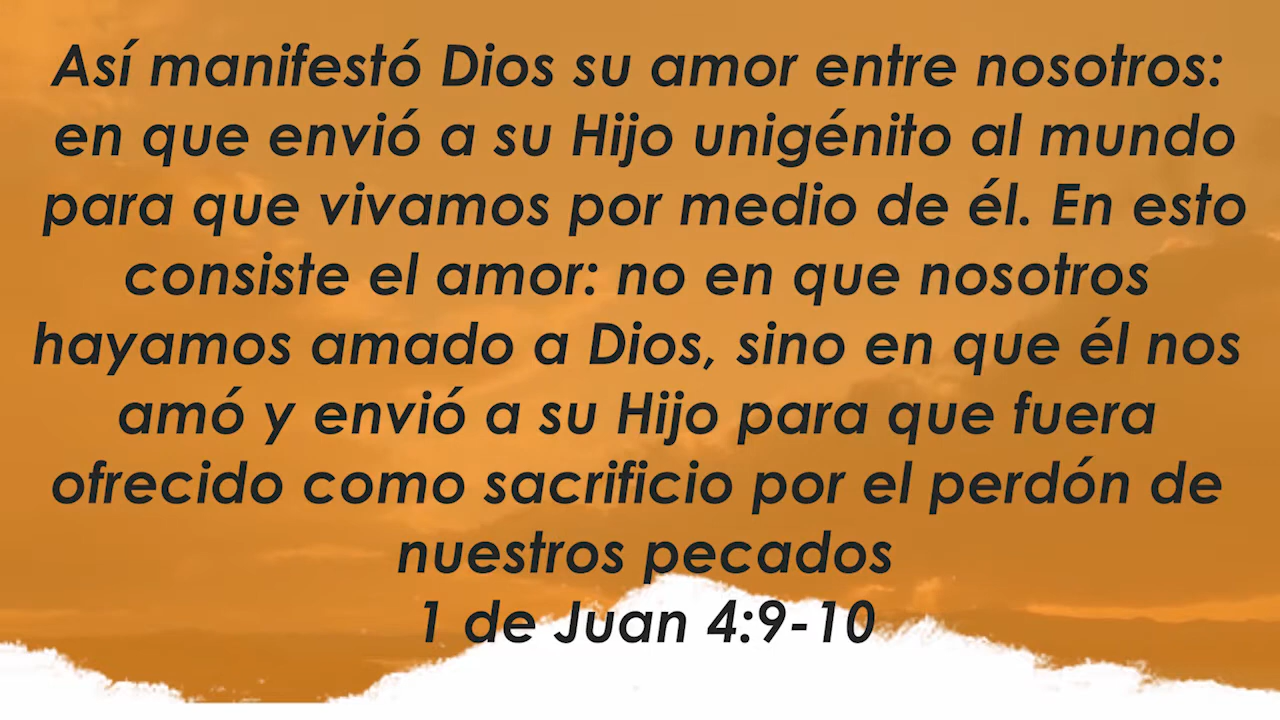 Así manifestó Dios su amor entre nosotros:
en que envió a su Hijo unigénito al mundo
para que vivamos por medio de él. En esto
consiste el amor: no en que nosotros
hayamos amado a Dios, sino en que él nos
amó y envió a su Hijo para que fuera
ofrecido como sacrificio por el perdón de
nuestros pecados
1 de Juan 4:9-10